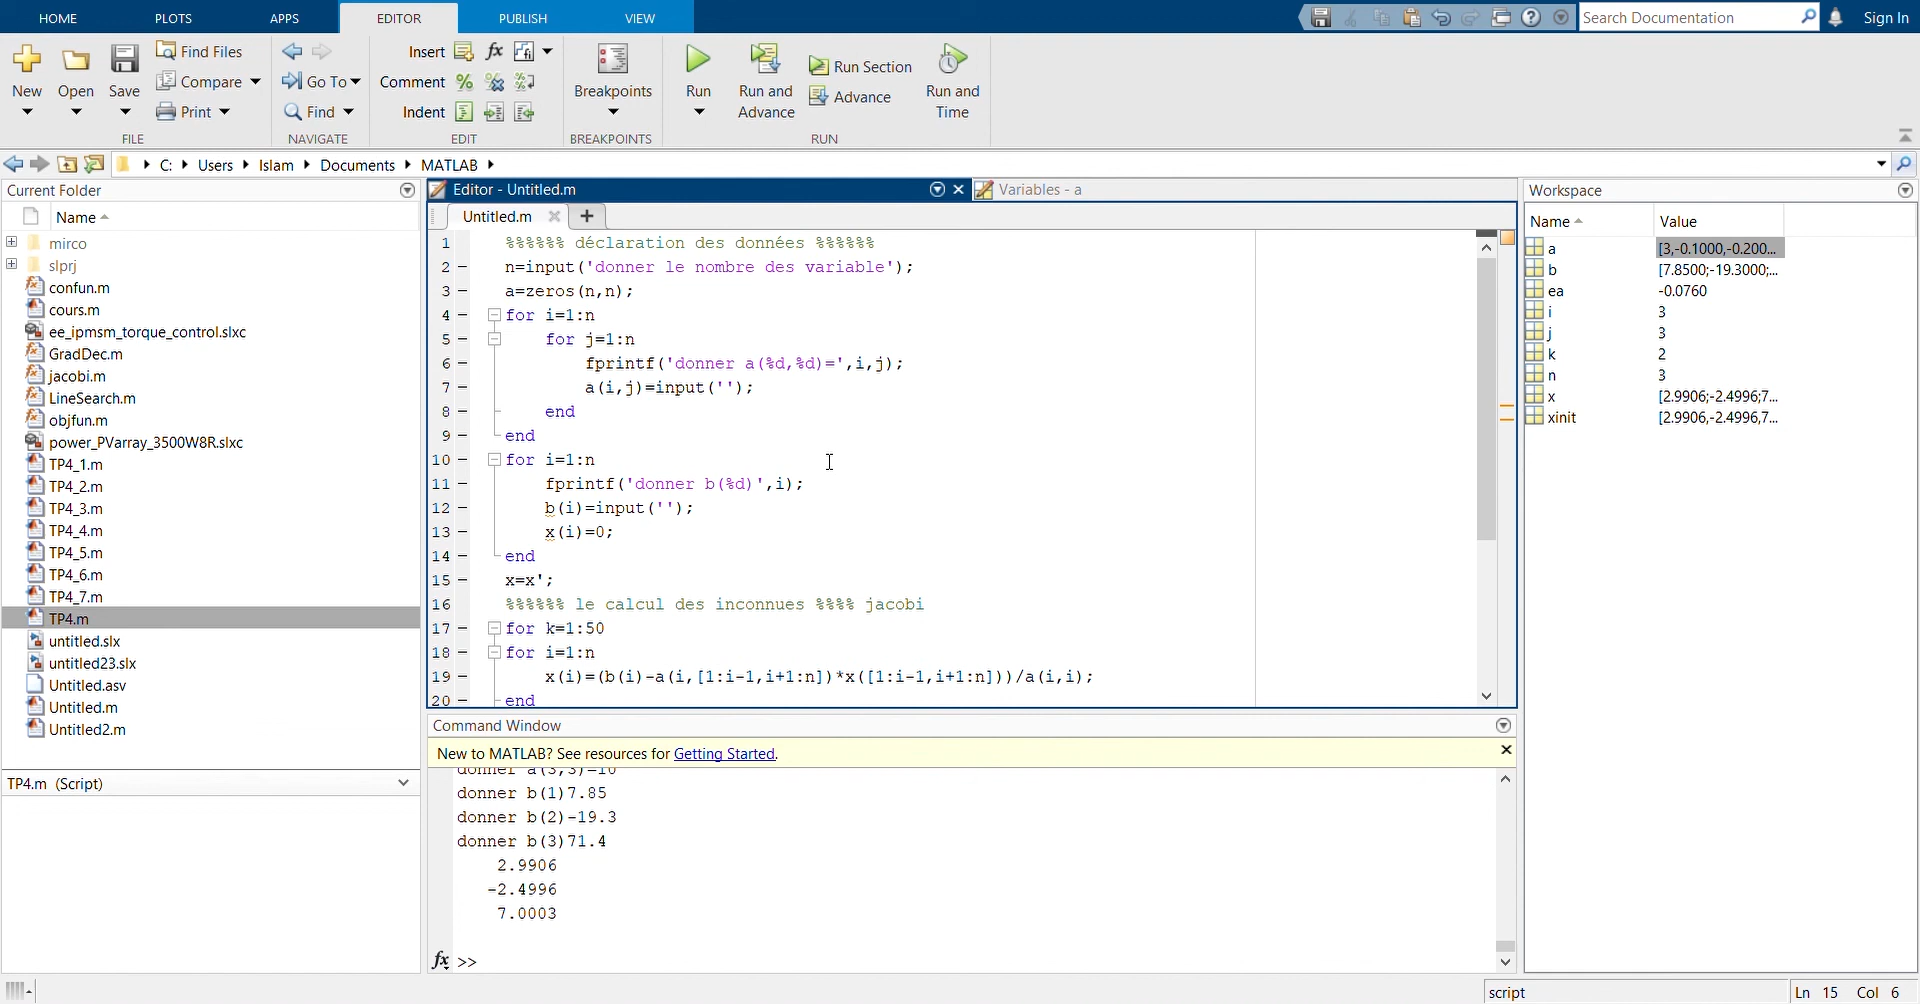 HOME PLOTS APPS EDITOR PUBLISH VIEW Search Documentation Sign In
New Open Save Find Files Compare Print
FILE
Go To Find
NAVIGATE
Insert fx
Comment
Indent
EDIT
Breakpoints
BREAKPOINTS
Run
Run and Advance
Run Section
Advance
Run and Time
RUN
C: Users Islam Documents MATLAB
Current Folder
Name
mirco
slprj
confun.m
cours.m
ee_ipmsm_torque_control.slxc
GradDec.m
jacobi.m
LineSearch.m
objfun.m
power_PVarray_3500W8R.slxc
TP4_1.m
TP4_2.m
TP4_3.m
TP4_4.m
TP4_5.m
TP4_6.m
TP4_7.m
TP4.m
untitled.slx
untitled23.slx
Untitled.asv
Untitled.m
Untitled2.m
TP4.m (Script)
Editor - Untitled.m
Variables - a
Untitled.m
1 %%%%%% déclaration des données %%%%%%
2 – n=input('donner le nombre des variable');
3 – a=zeros(n,n);
4 – for i=1:n
5 – for j=1:n
6 – fprintf('donner a(%d,%d)=',i,j);
7 – a(i,j)=input('');
8 – end
9 – end
10 – for i=1:n
11 – fprintf('donner b(%d)',i);
12 – b(i)=input('');
13 – x(i)=0;
14 – end
15 – x=x';
16 %%%%%% le calcul des inconnues %%%% jacobi
17 – for k=1:50
18 – for i=1:n
19 – x(i)=(b(i)-a(i,[1:i-1,i+1:n])*x([1:i-1,i+1:n]))/a(i,i);
20 – end
Command Window
New to MATLAB? See resources for Getting Started.
donner a(3,3)=10
donner b(1)7.85
donner b(2)-19.3
donner b(3)71.4
2.9906
-2.4996
7.0003
fx >>
Workspace
Name Value
a [3,-0.1000,-0.200...
b [7.8500;-19.3000;...
ea -0.0760
i 3
j 3
k 2
n 3
x [2.9906;-2.4996;7...
xinit [2.9906,-2.4996,7...
script Ln 15 Col 6